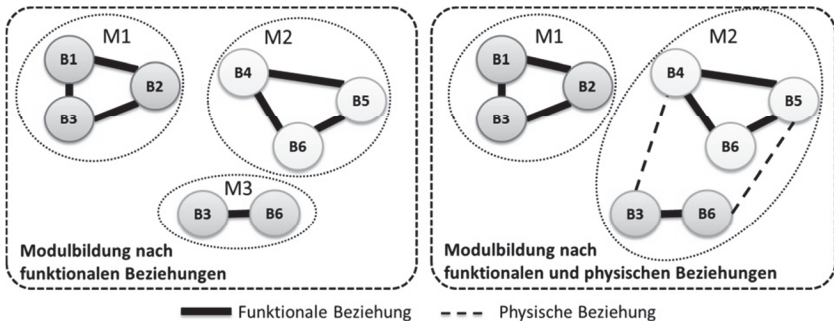 M1
B1
B2
B3
M2
B4
B5
B6
M3
B3
B6
Modulbildung nach
funktionalen Beziehungen
M1
B1
B2
B3
M2
B4
B5
B6
B3
B6
Modulbildung nach
funktionalen und physischen Beziehungen
Funktionale Beziehung
Physische Beziehung